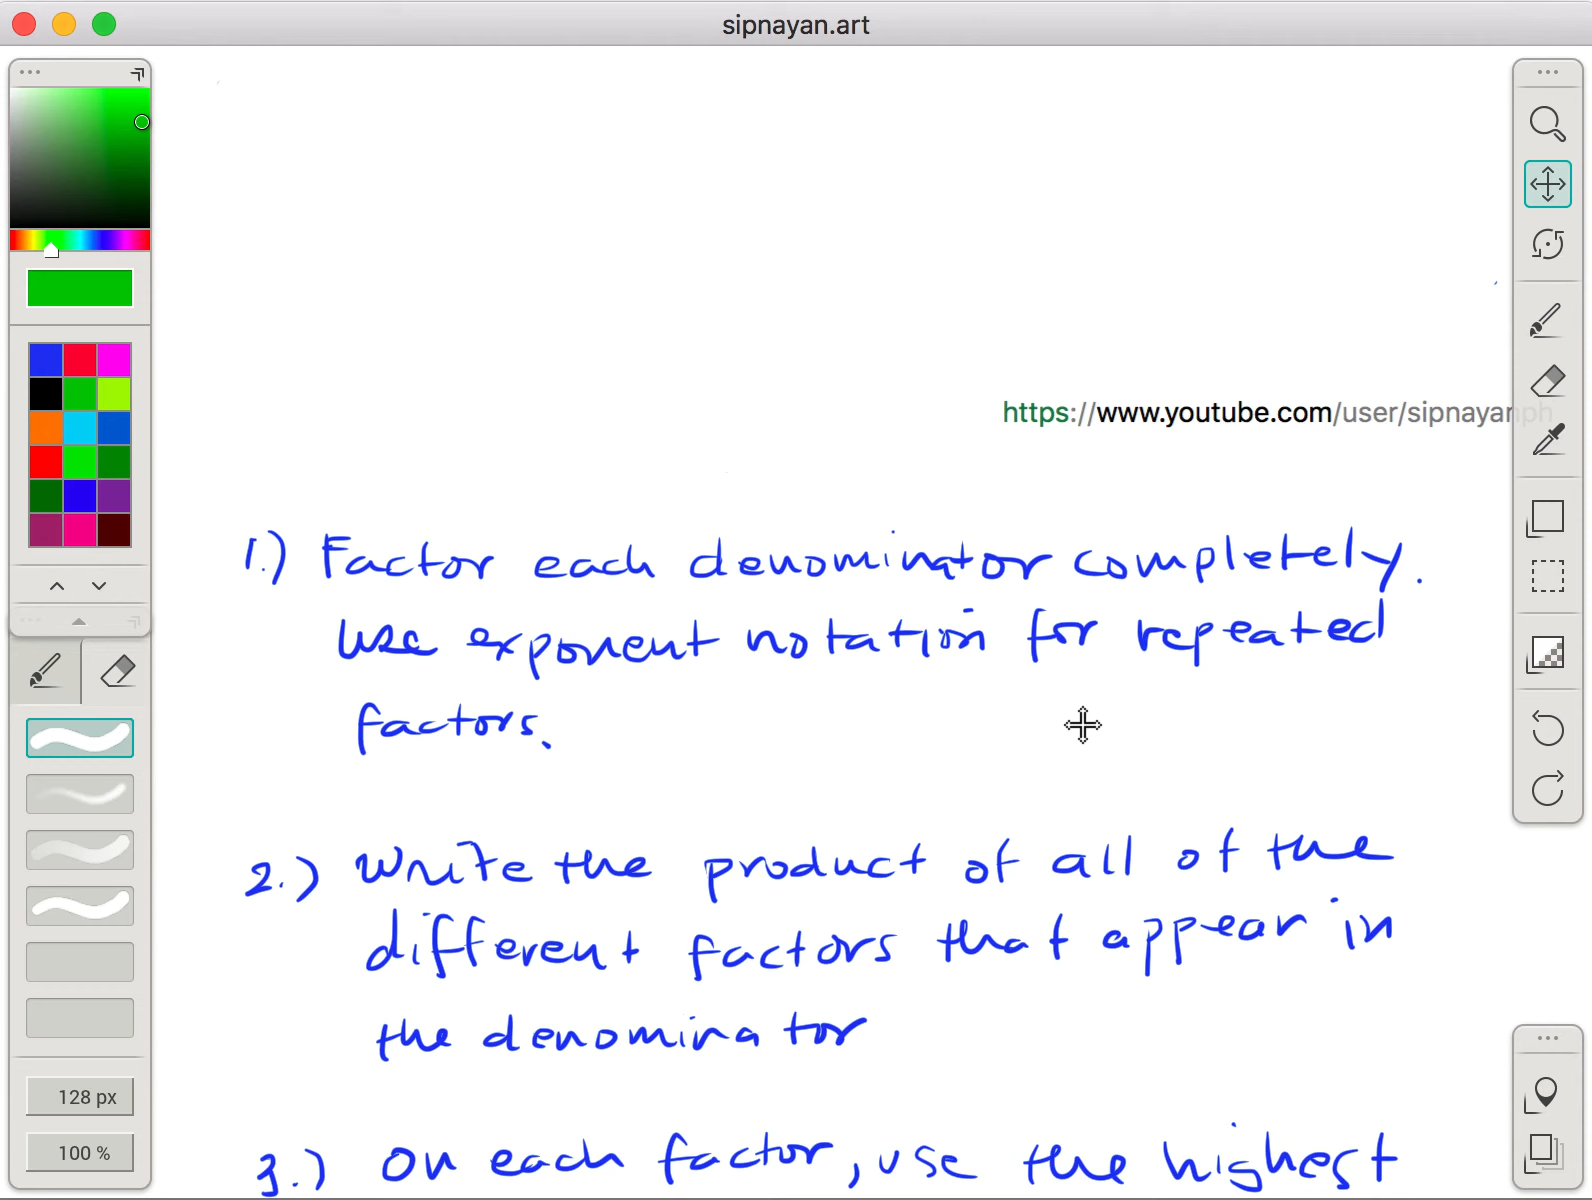 sipnayan.art
https://www.youtube.com/user/sipnayanph
1.) Factor each denominator completely.
Use exponent notation for repeated
factors.
2.) Write the product of all of the
different factors that appear in
the denominator
3.) On each factor, use the highest
128 px
100 %